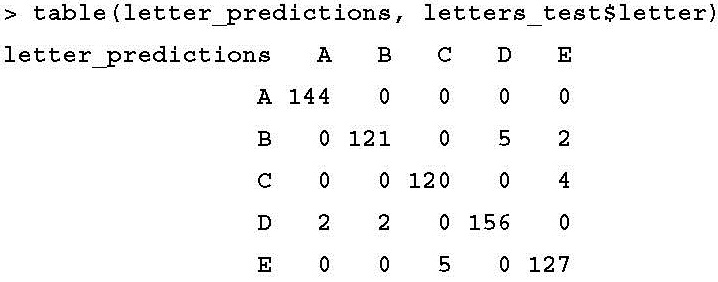 > table(letter_predictions, letters_test$letter)
letter_predictions A B C D E
A 144 0 0 0 0
B 0 121 0 5 2
C 0 0 120 0 4
D 2 2 0 156 0
E 0 0 5 0 127